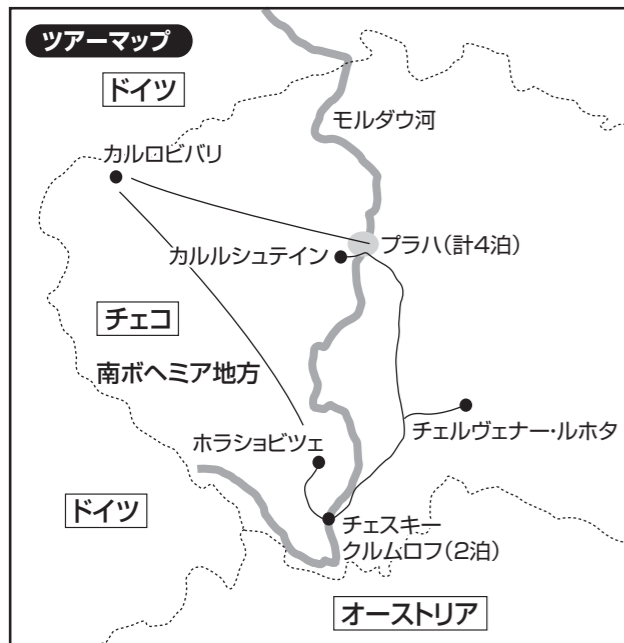 ツアーマップ
ドイツ
モルダウ河
カルロビバリ
プラハ(計4泊)
カルルシュテイン
チェコ
南ボヘミア地方
チェルヴェナー・ルホタ
ホラショビツェ
ドイツ
チェスキー
クルムロフ(2泊)
オーストリア